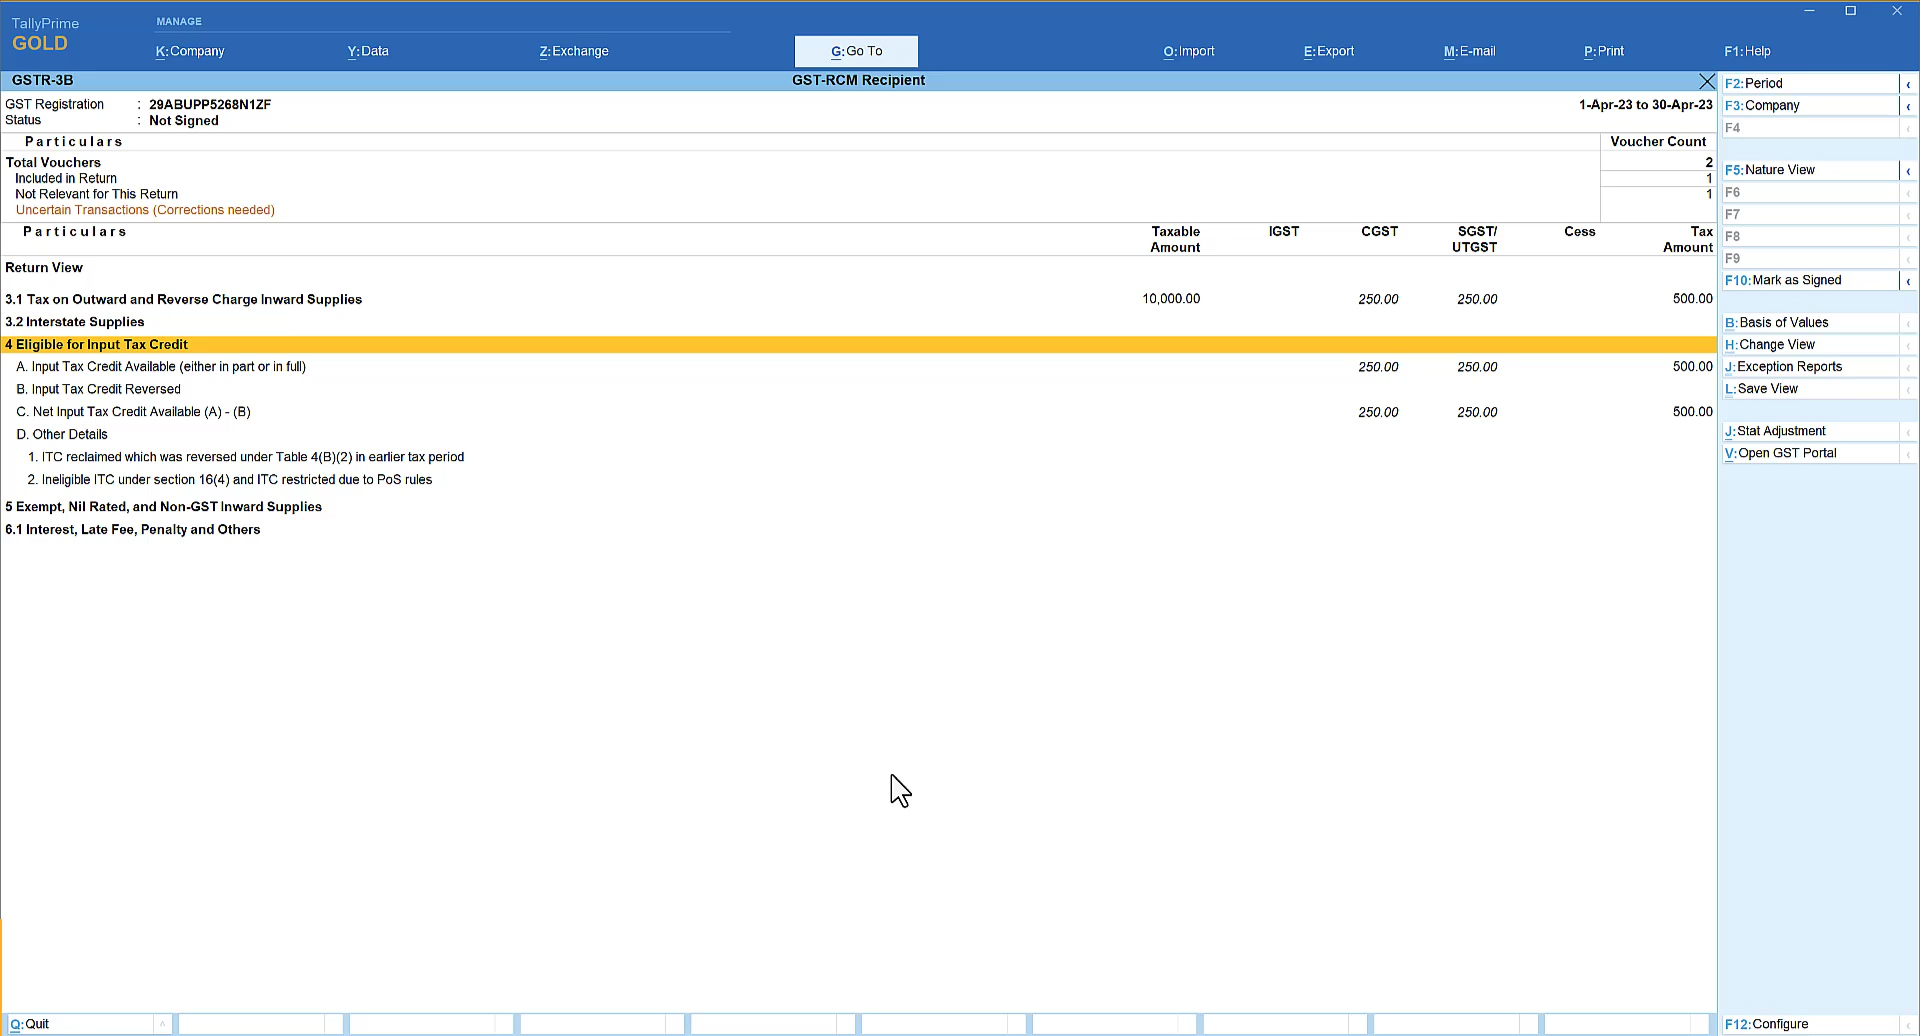 TallyPrime
GOLD
MANAGE
K:Company Y:Data Z:Exchange G:Go To O:Import E:Export M:E-mail P:Print F1:Help
GSTR-3B GST-RCM Recipient
GST Registration : 29ABUPP5268N1ZF 1-Apr-23 to 30-Apr-23
Status : Not Signed
Particulars Voucher Count
Total Vouchers 2
Included in Return 1
Not Relevant for This Return 1
Uncertain Transactions (Corrections needed)
Particulars Taxable Amount IGST CGST SGST/ UTGST Cess Tax Amount
Return View
3.1 Tax on Outward and Reverse Charge Inward Supplies 10,000.00 250.00 250.00 500.00
3.2 Interstate Supplies
4 Eligible for Input Tax Credit
A. Input Tax Credit Available (either in part or in full) 250.00 250.00 500.00
B. Input Tax Credit Reversed
C. Net Input Tax Credit Available (A) - (B) 250.00 250.00 500.00
D. Other Details
1. ITC reclaimed which was reversed under Table 4(B)(2) in earlier tax period
2. Ineligible ITC under section 16(4) and ITC restricted due to PoS rules
5 Exempt, Nil Rated, and Non-GST Inward Supplies
6.1 Interest, Late Fee, Penalty and Others
F2:Period
F3:Company
F4
F5:Nature View
F6
F7
F8
F9
F10:Mark as Signed
B:Basis of Values
H:Change View
J:Exception Reports
L:Save View
J:Stat Adjustment
V:Open GST Portal
Q:Quit
F12:Configure